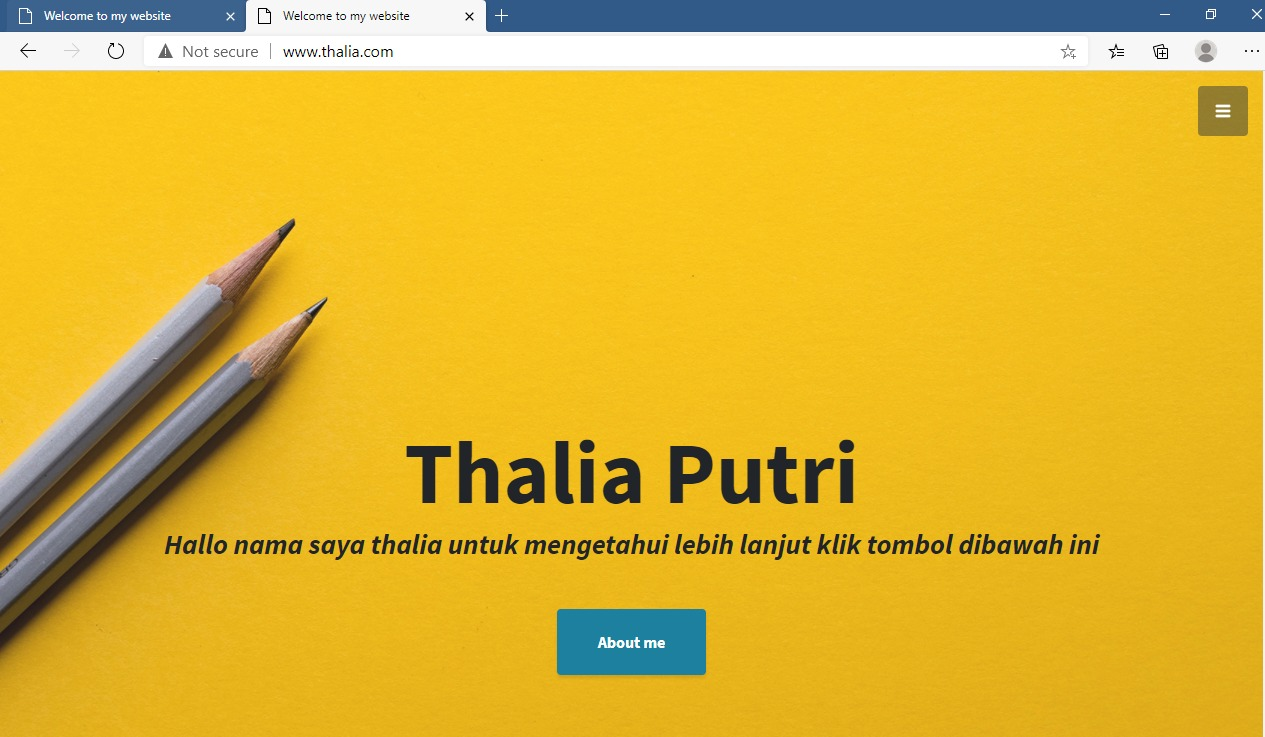 Welcome to my website
Welcome to my website
Not secure
www.thalia.com
Thalia Putri
Hallo nama saya thalia untuk mengetahui lebih lanjut klik tombol dibawah ini
About me